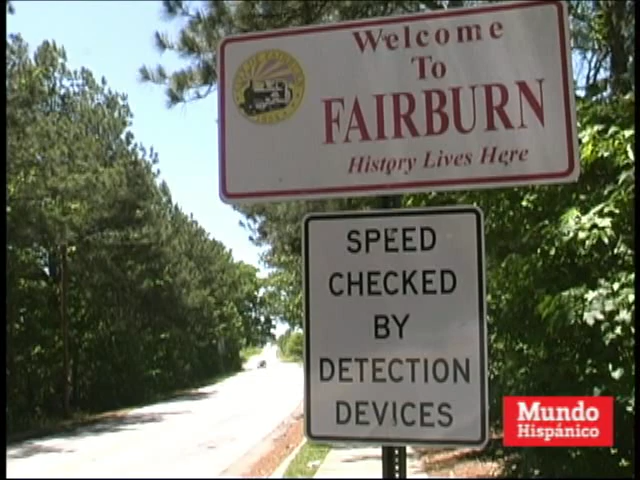 Welcome
To
FAIRBURN
History Lives Here
SPEED
CHECKED
BY
DETECTION
DEVICES
Mundo
Hispánico